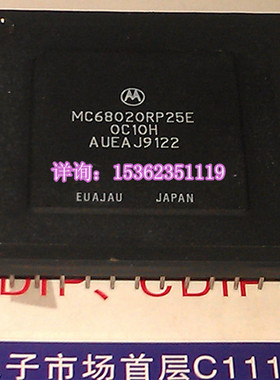 MC68020RP25E
0C10H
AUEAJ9122
详询：15362351119
EUAJAU JAPAN
DIP、CDIP
子市场首层C111